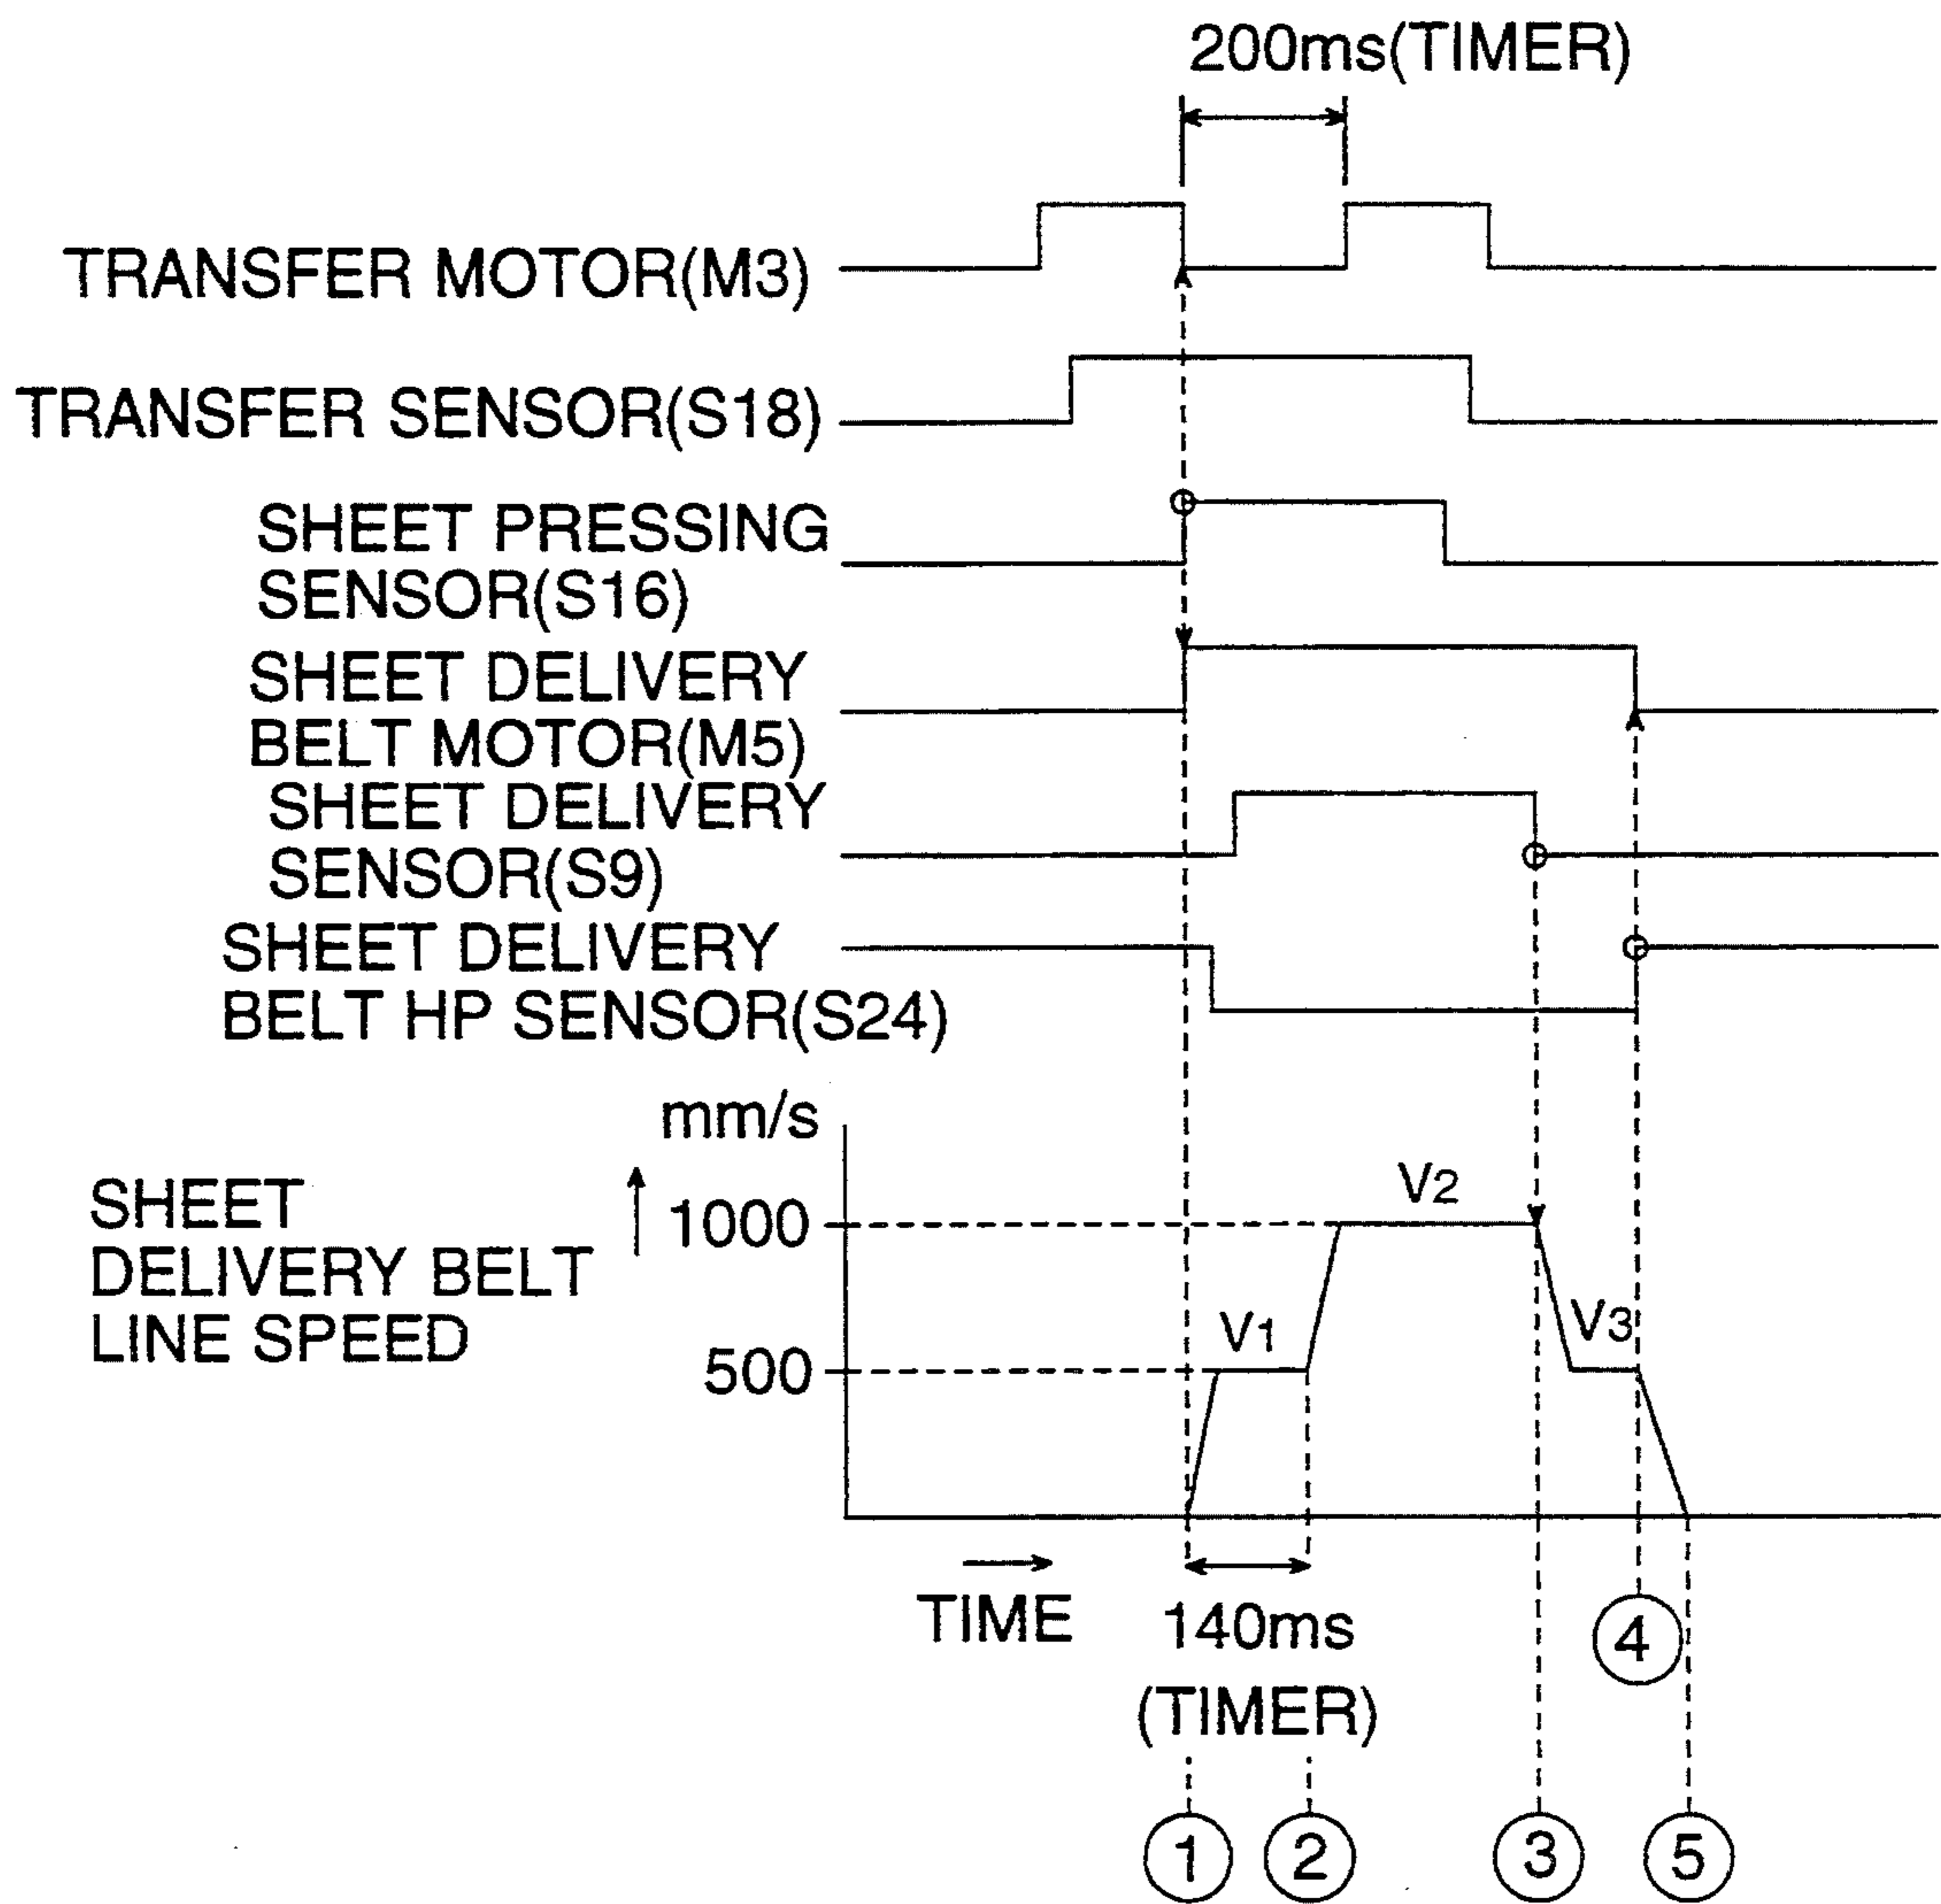 200ms(TIMER)
TRANSFER MOTOR(M3)
TRANSFER SENSOR(S18)
SHEET PRESSING
SENSOR(S16)
SHEET DELIVERY
BELT MOTOR(M5)
SHEET DELIVERY
SENSOR(S9)
SHEET DELIVERY
BELT HP SENSOR(S24)
mm/s
SHEET
DELIVERY BELT
LINE SPEED
1000
500
V1
V2
V3
TIME
140ms
(TIMER)
4
1
2
3
5